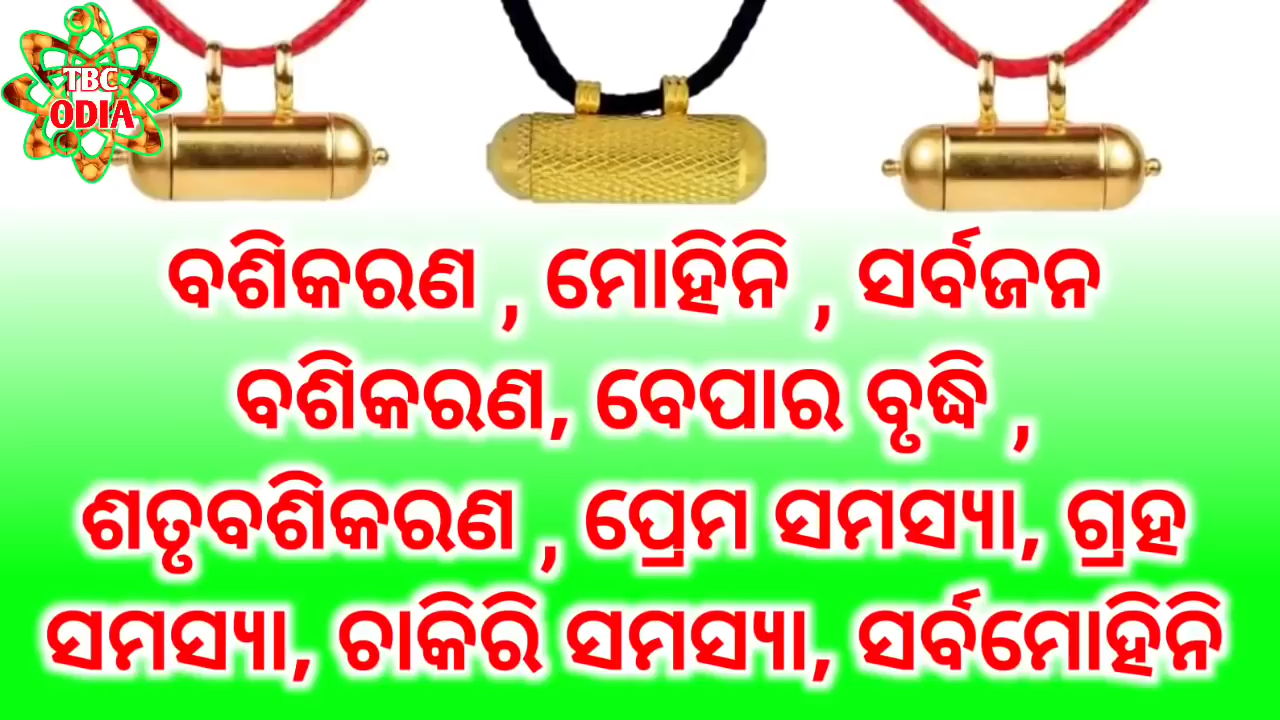 TBC
ODIA
ବଶିକରଣ , ମୋହିନି , ସର୍ବଜନ
ବଶିକରଣ, ବେପାର ବୃଦ୍ଧି ,
ଶତୃବଶିକରଣ , ପ୍ରେମ ସମସ୍ୟା, ଗ୍ରହ
ସମସ୍ୟା, ଚାକିରି ସମସ୍ୟା, ସର୍ବମୋହିନି